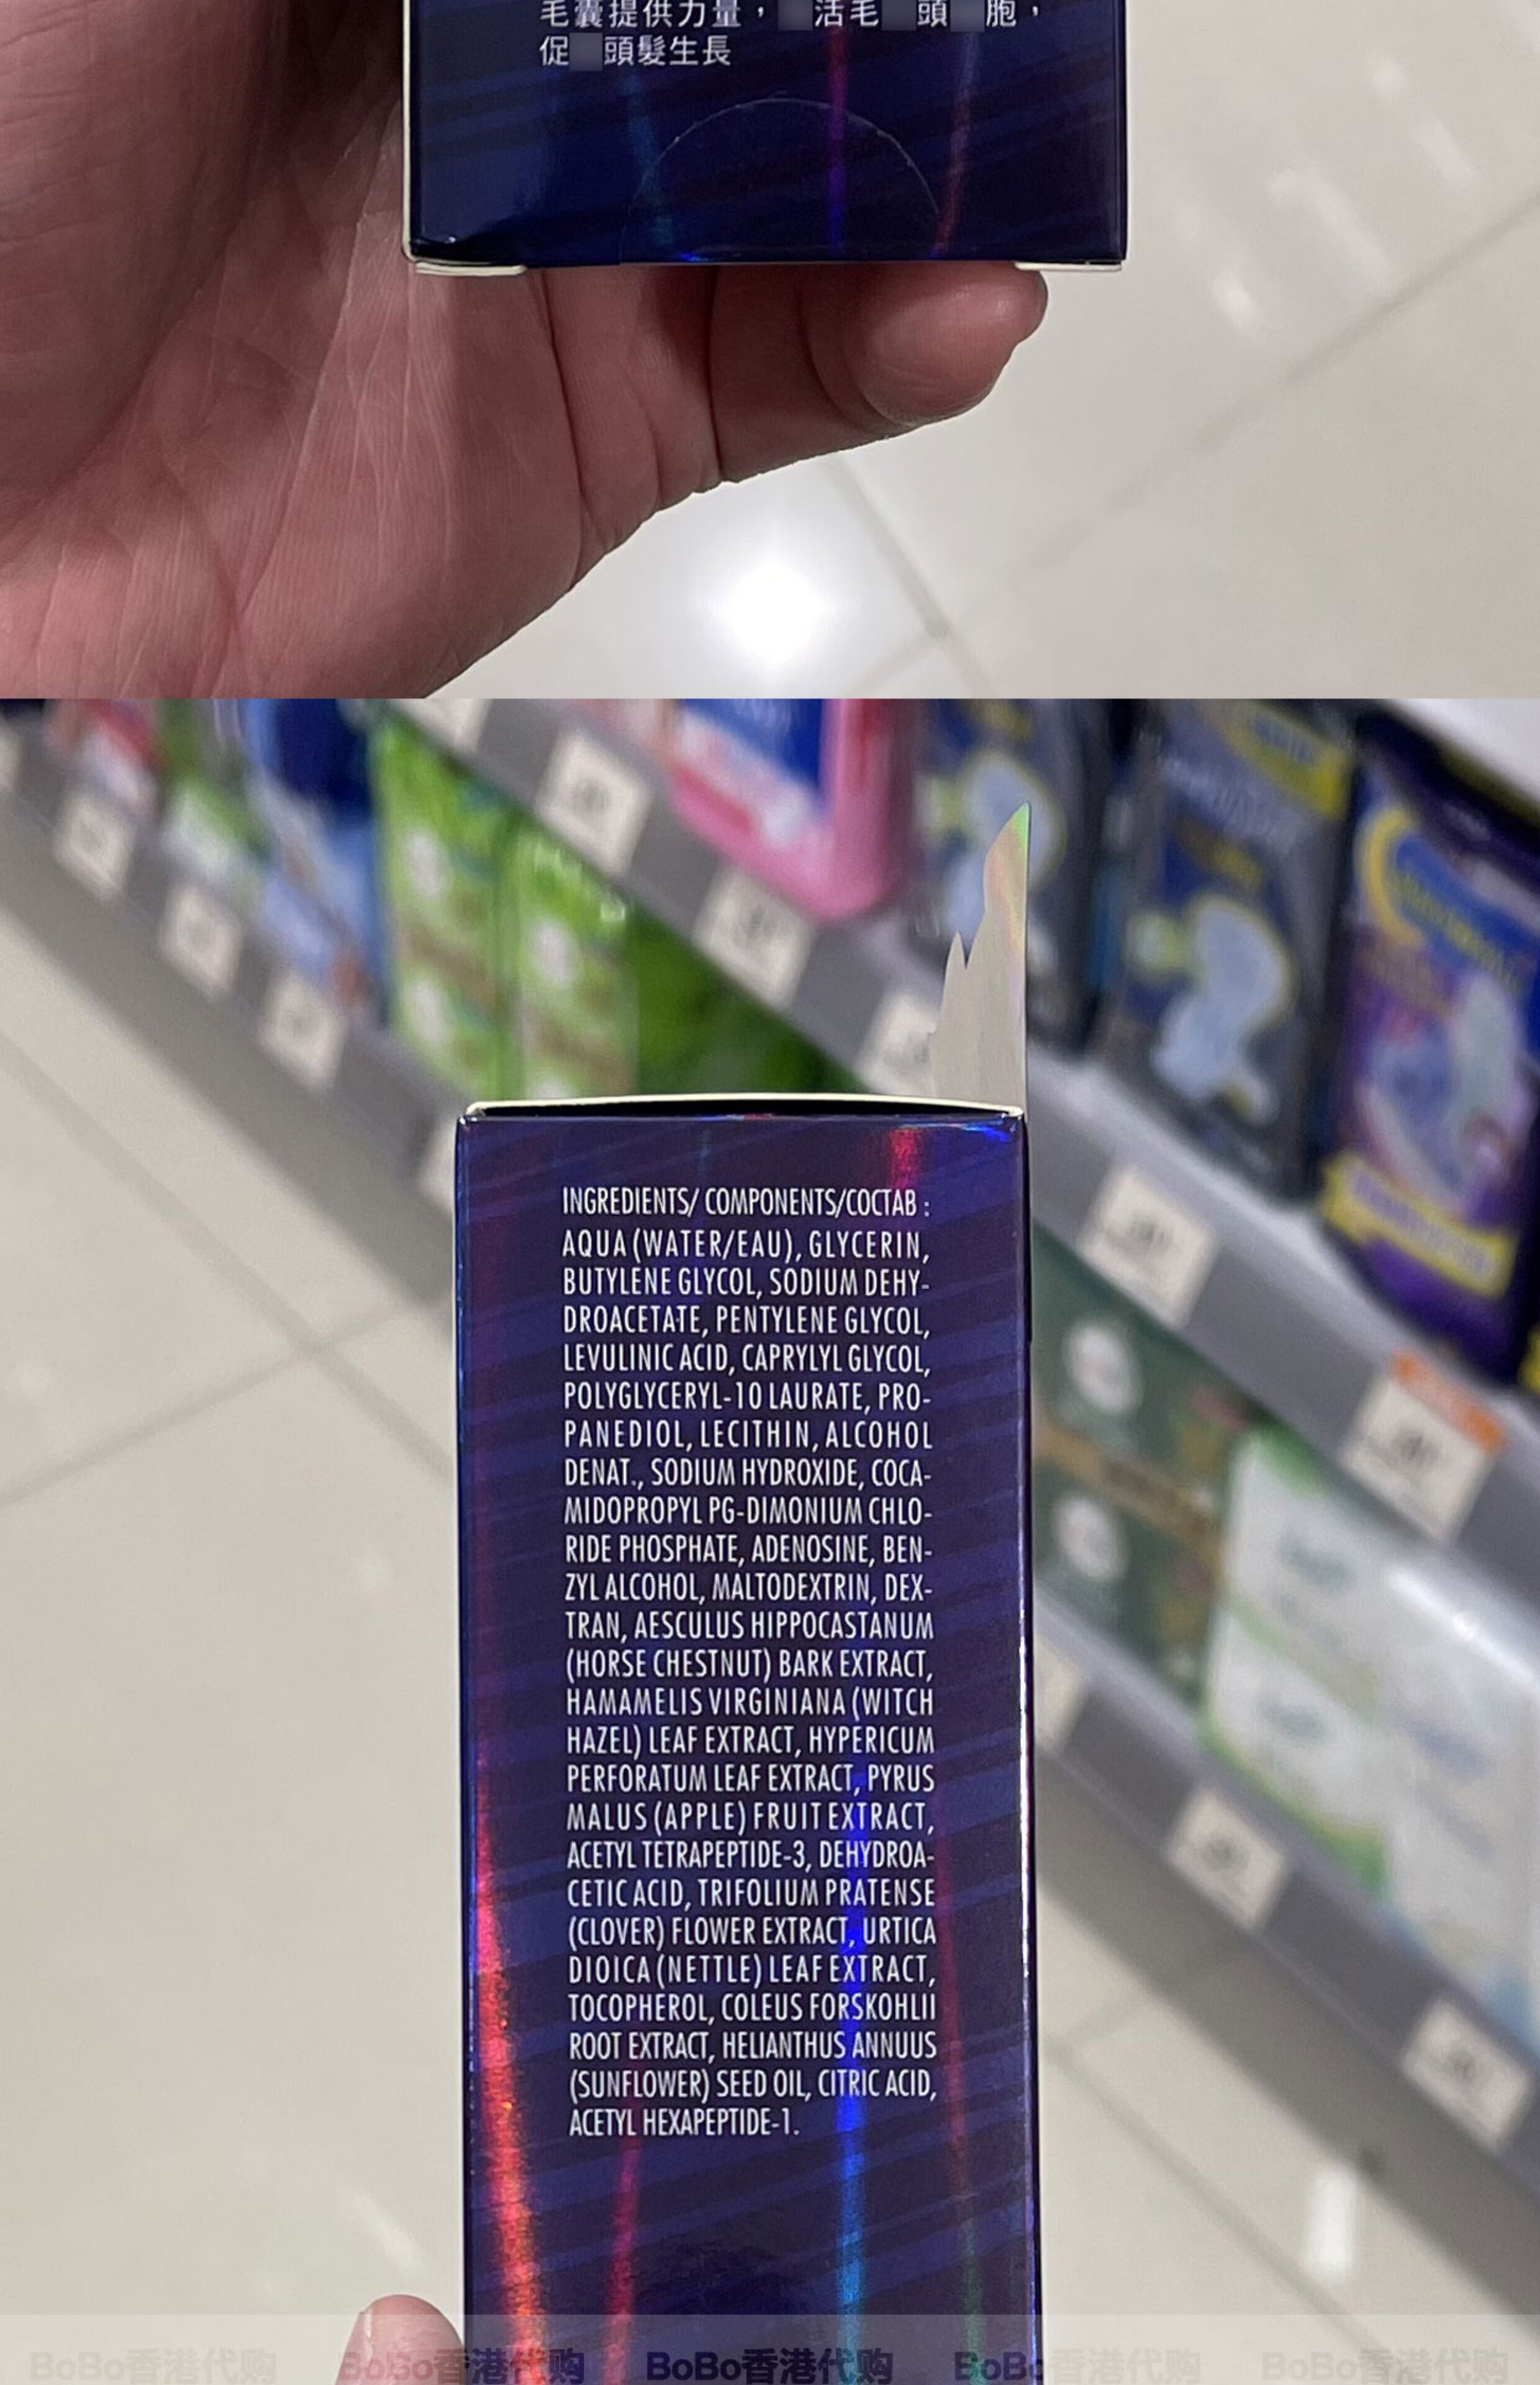 毛囊提供力量， 活毛 頭 胞，
促 頭髮生長
INGREDIENTS/ COMPONENTS/COCTAB :
AQUA (WATER/EAU), GLYCERIN,
BUTYLENE GLYCOL, SODIUM DEHY-
DROACETATE, PENTYLENE GLYCOL,
LEVULINIC ACID, CAPRYLYL GLYCOL,
POLYGLYCERYL-10 LAURATE, PRO-
PANEDIOL, LECITHIN, ALCOHOL
DENAT., SODIUM HYDROXIDE, COCA-
MIDOPROPYL PG-DIMONIUM CHLO-
RIDE PHOSPHATE, ADENOSINE, BEN-
ZYL ALCOHOL, MALTODEXTRIN, DEX-
TRAN, AESCULUS HIPPOCASTANUM
(HORSE CHESTNUT) BARK EXTRACT,
HAMAMELIS VIRGINIANA (WITCH
HAZEL) LEAF EXTRACT, HYPERICUM
PERFORATUM LEAF EXTRACT, PYRUS
MALUS (APPLE) FRUIT EXTRACT,
ACETYL TETRAPEPTIDE-3, DEHYDROA-
CETIC ACID, TRIFOLIUM PRATENSE
(CLOVER) FLOWER EXTRACT, URTICA
DIOICA (NETTLE) LEAF EXTRACT,
TOCOPHEROL, COLEUS FORSKOHLII
ROOT EXTRACT, HELIANTHUS ANNUUS
(SUNFLOWER) SEED OIL, CITRIC ACID,
ACETYL HEXAPEPTIDE-1.
BoBo香港代购 BoBo香港代购 BoBo香港代购 BoBo香港代购 BoBo香港代购